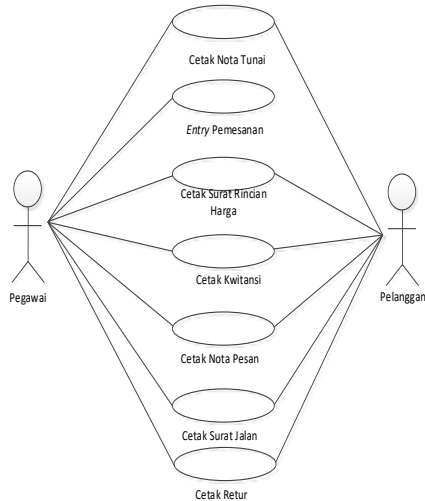 Cetak Nota Tunai
Entry Pemesanan
Cetak Surat Rincian
Harga
Cetak Kwitansi
Pegawai
Pelanggan
Cetak Nota Pesan
Cetak Surat Jalan
Cetak Retur